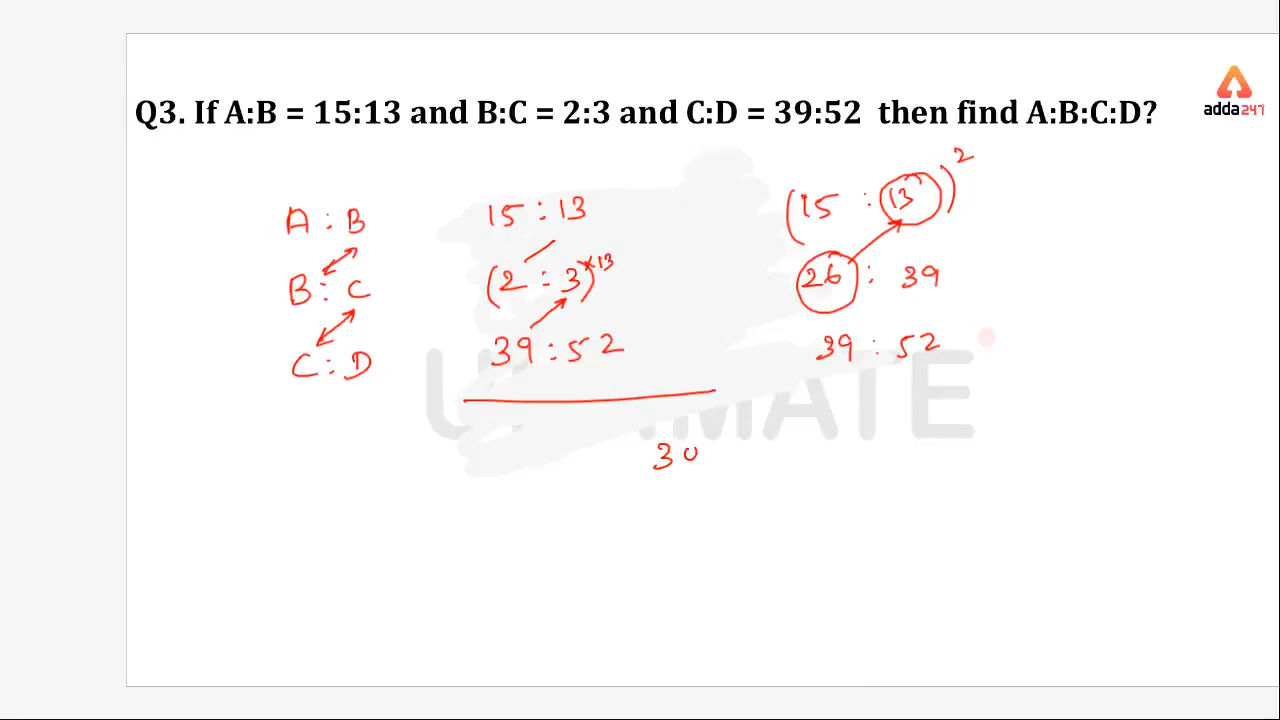 adda247
Q3. If A:B = 15:13 and B:C = 2:3 and C:D = 39:52 then find A:B:C:D?
A : B 15 : 13 (15 : 13)²
B : C (2 : 3)×13 26 : 39
C : D 39 : 52 39 : 52
30